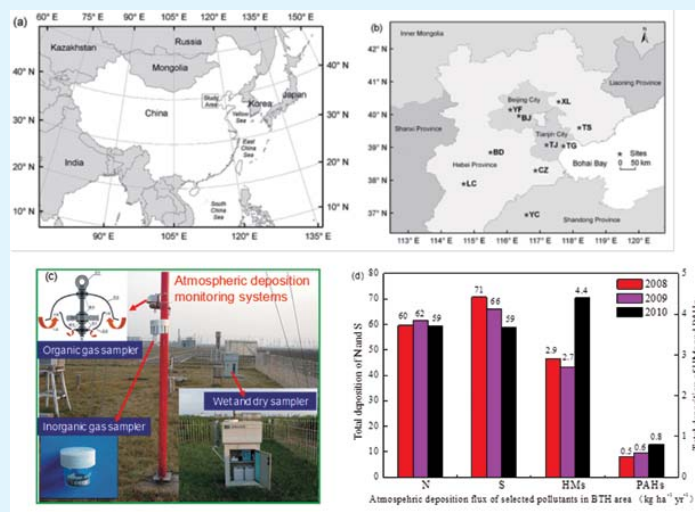 (a)
60°E 75°E 90°E 105°E 120°E 135°E 150°E
Kazakhstan
Russia
Mongolia
40°N
30°N
20°N
10°N
China
Study
Area
Korea
Japan
Yellow
Sea
East
China
Sea
India
South
China
Sea
40°N
30°N
20°N
10°N
90°E 105°E 120°E 135°E
(b)
Inner Mongolia
N
42°N
41°N
40°N
39°N
38°N
37°N
Liaoning Province
Beijing City
XL
YF
BJ
Shanxi Province
TS
Tianjin City
TJ
TG
BD
Hebei Province
CZ
LC
Bohai Bay
Sites
0 50 km
YC
Shandong Province
113°E 114°E 115°E 116°E 117°E 118°E 119°E 120°E
(c)
Atmospheric deposition
monitoring systems
Organic gas sampler
Wet and dry sampler
Inorganic gas sampler
(d)
80
70
60
50
40
30
20
10
0
Total deposition of N and S
60
62
59
71
66
59
2.9
2.7
4.4
0.5
0.6
0.8
2008
2009
2010
5
4
3
2
1
0
N S HMs PAHs
Atmospehric deposition flux of selected pollutants in BTH area (kg ha⁻¹ yr⁻¹)